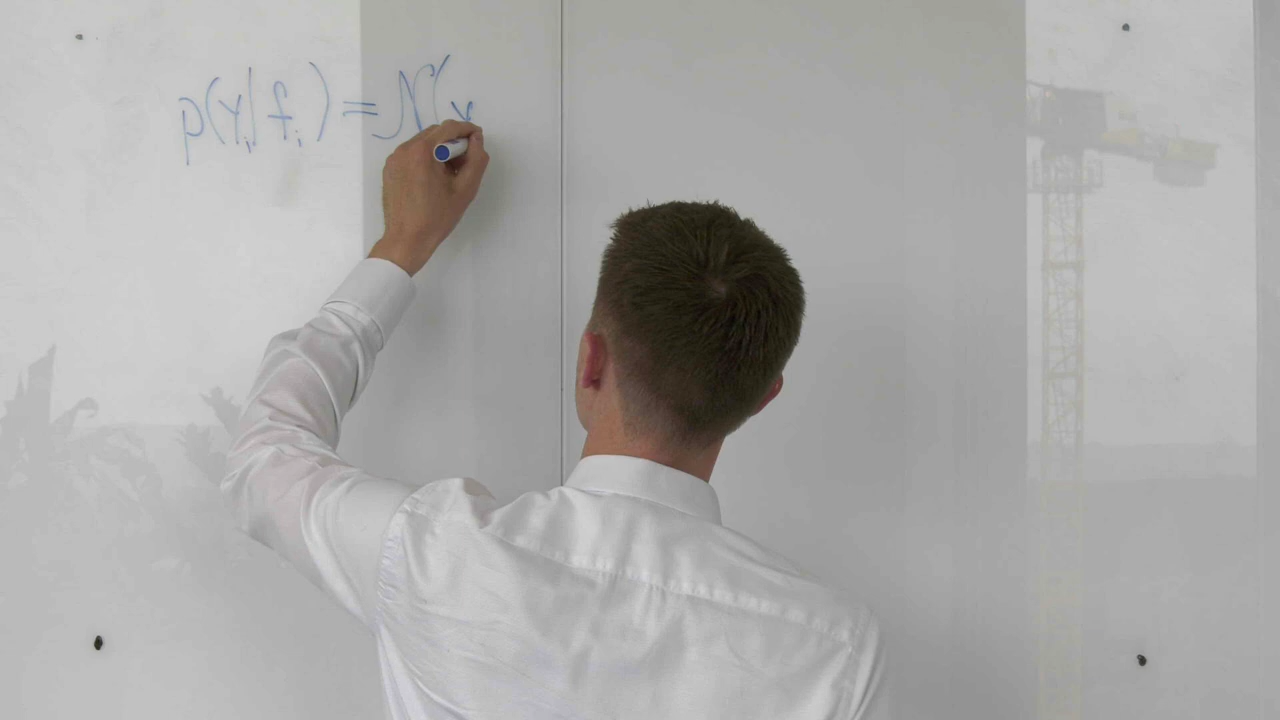 p(y_i|f_i) = N(y